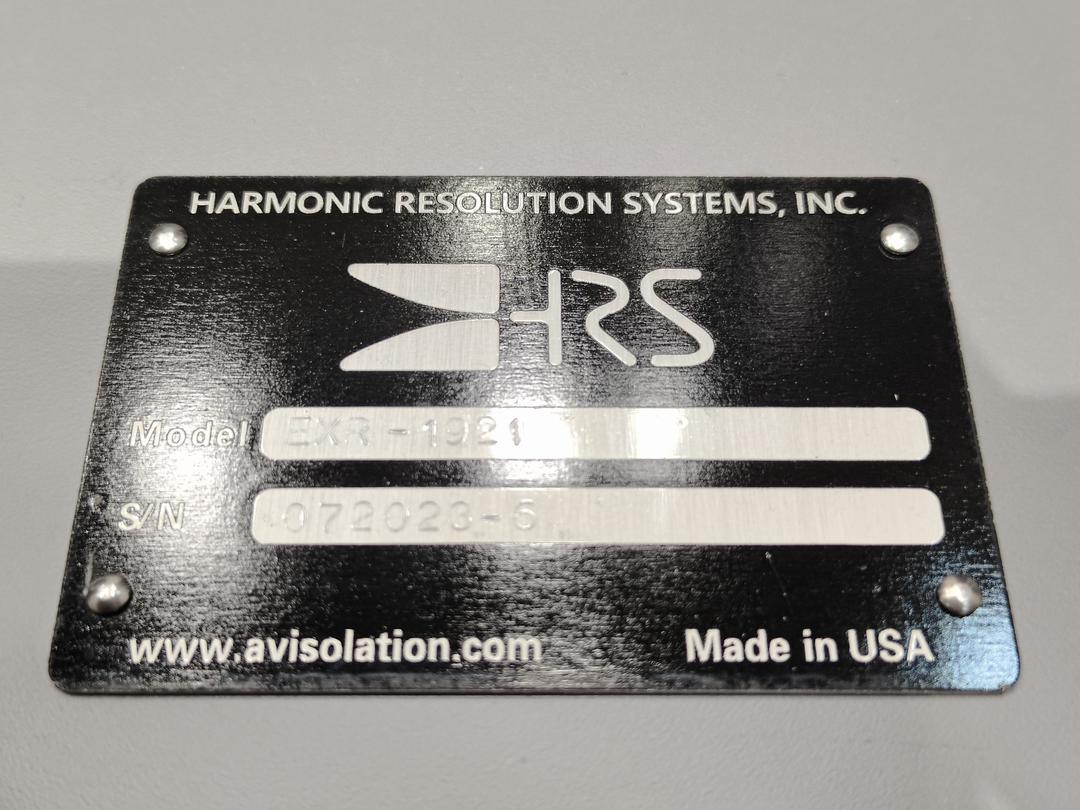 HARMONIC RESOLUTION SYSTEMS, INC.
HRS
Model EXR-1921
S/N 072023-6
www.avisolation.com Made in USA